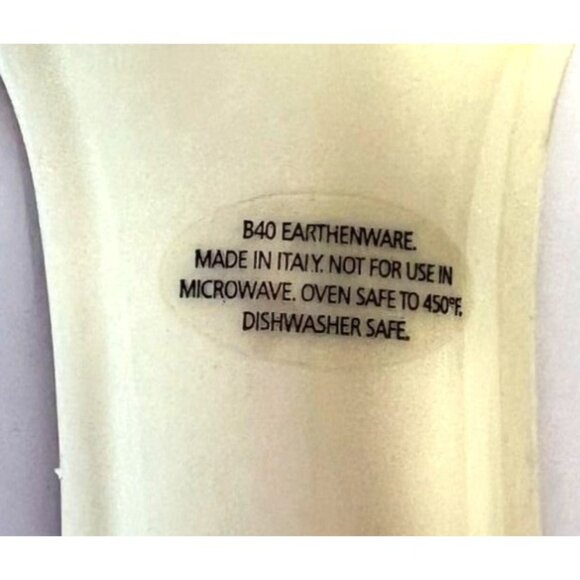 B40 EARTHENWARE.
MADE IN ITALY. NOT FOR USE IN
MICROWAVE. OVEN SAFE TO 450°F,
DISHWASHER SAFE.